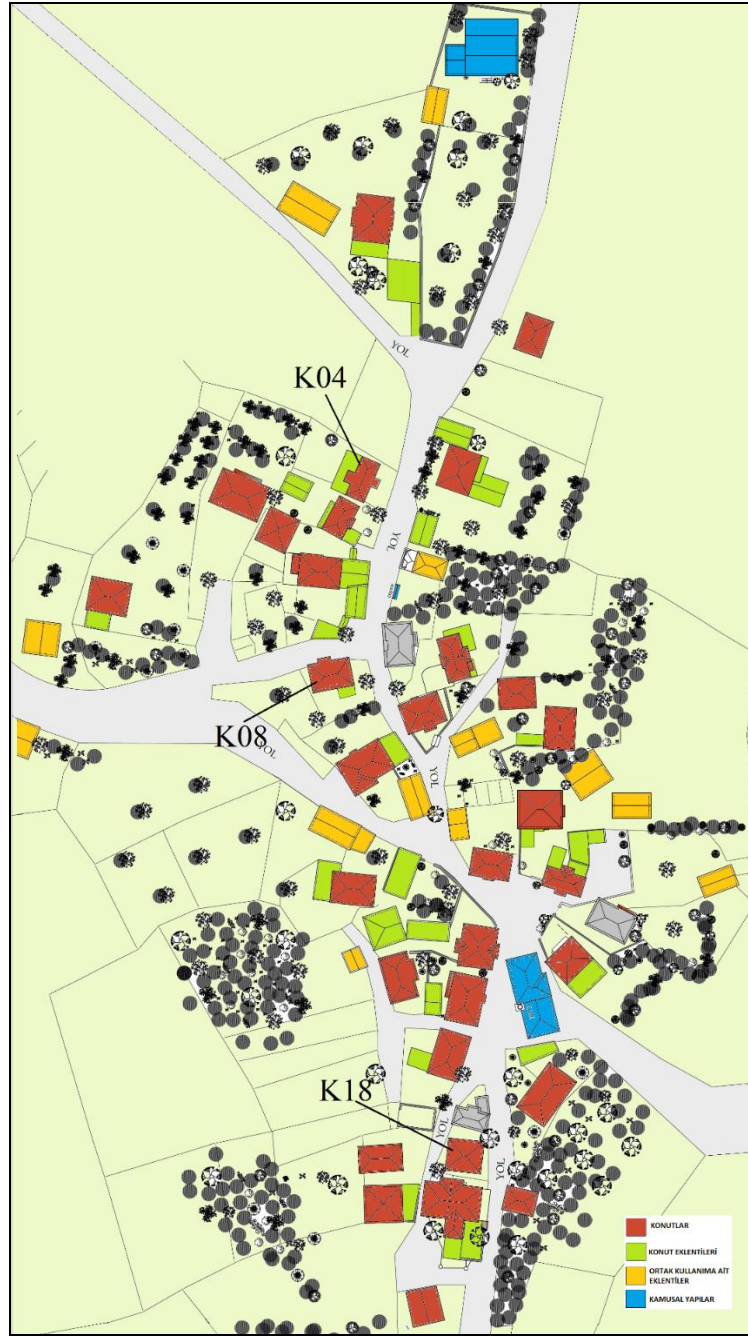 YOL
K04
YOL
K08
YOL
YOL
K18
YOL
YOL
KONUTLAR
KONUT EKLENTİLERİ
ORTAK KULLANIMA AİT
EKLENTİLER
KAMUSAL YAPILAR